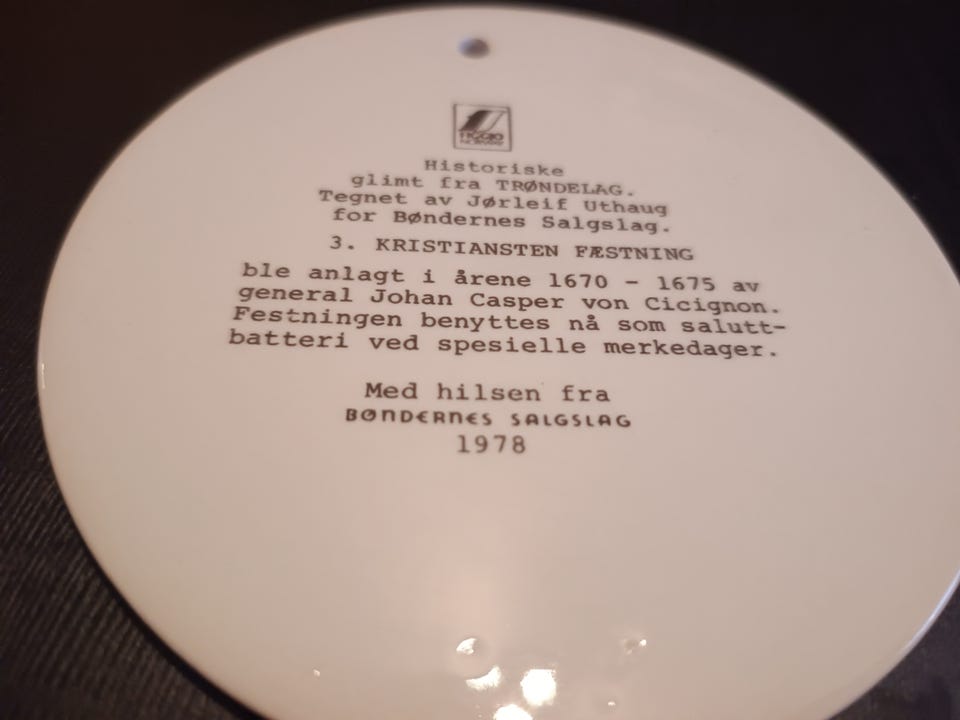 FIGGJO
NORWAY
Historiske
glimt fra TRØNDELAG.
Tegnet av Jørleif Uthaug
for Bøndernes Salgslag.
3. KRISTIANSTEN FÆSTNING
ble anlagt i årene 1670 - 1675 av
general Johan Casper von Cicignon.
Festningen benyttes nå som salutt-
batteri ved spesielle merkedager.
Med hilsen fra
BØNDERNES SALGSLAG
1978